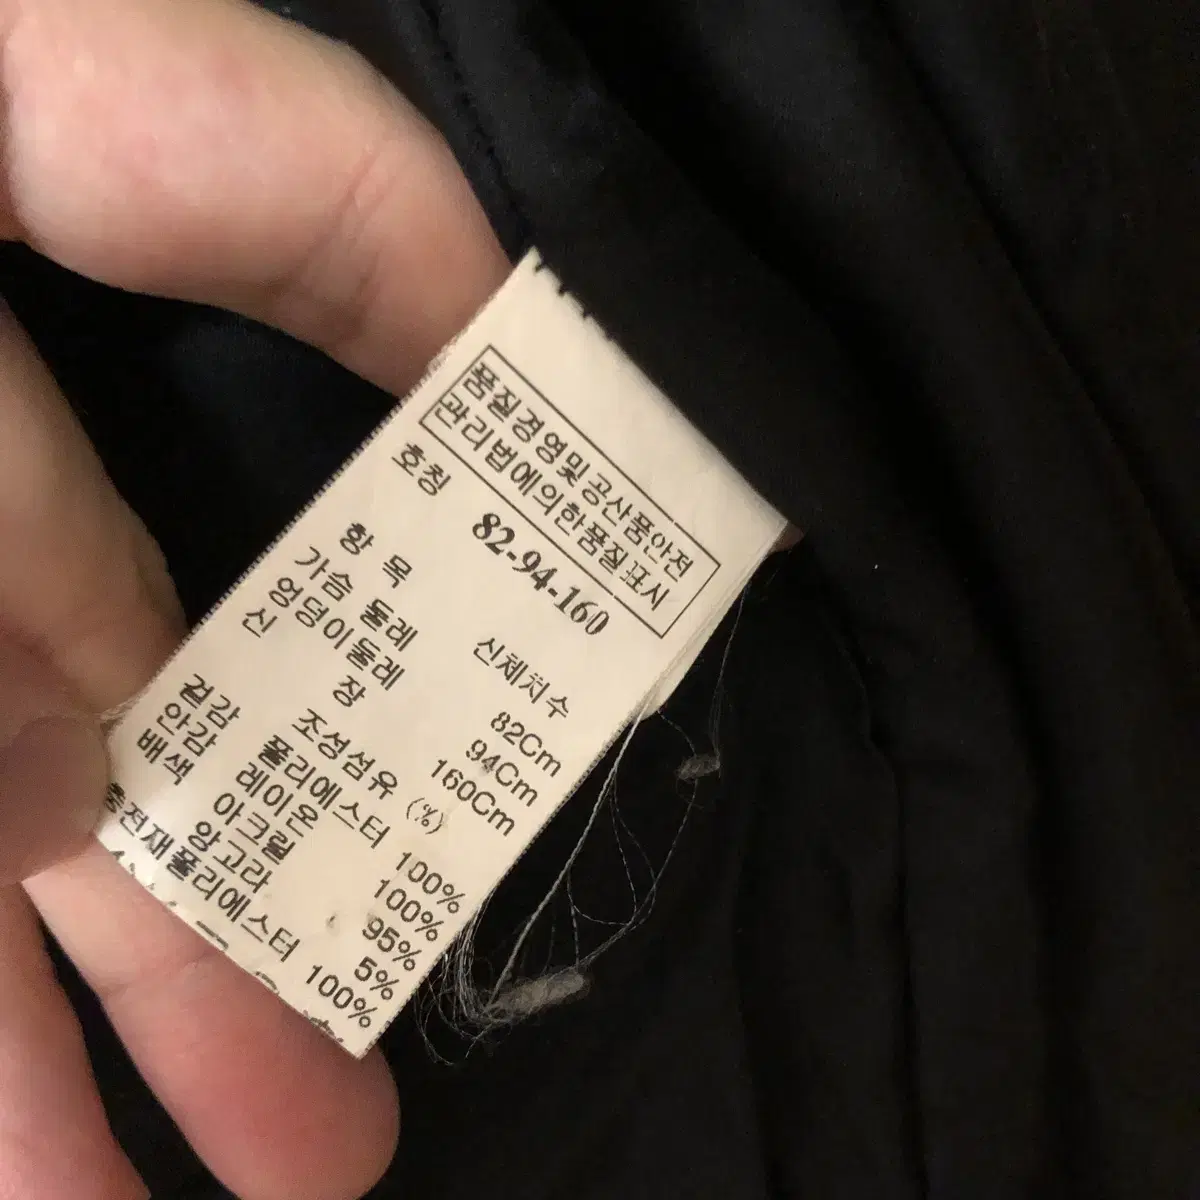 품질경영및공산품안전
관리법에의한품질표시
호칭 82-94-160
항 목 신체치수
가슴 둘레 82Cm
엉덩이둘레 94Cm
신 장 160Cm
조성섬유 (%)
겉감 폴리에스터 100%
안감 레이온 100%
배색 아크릴 95%
앙고라 5%
충전재폴리에스터 100%